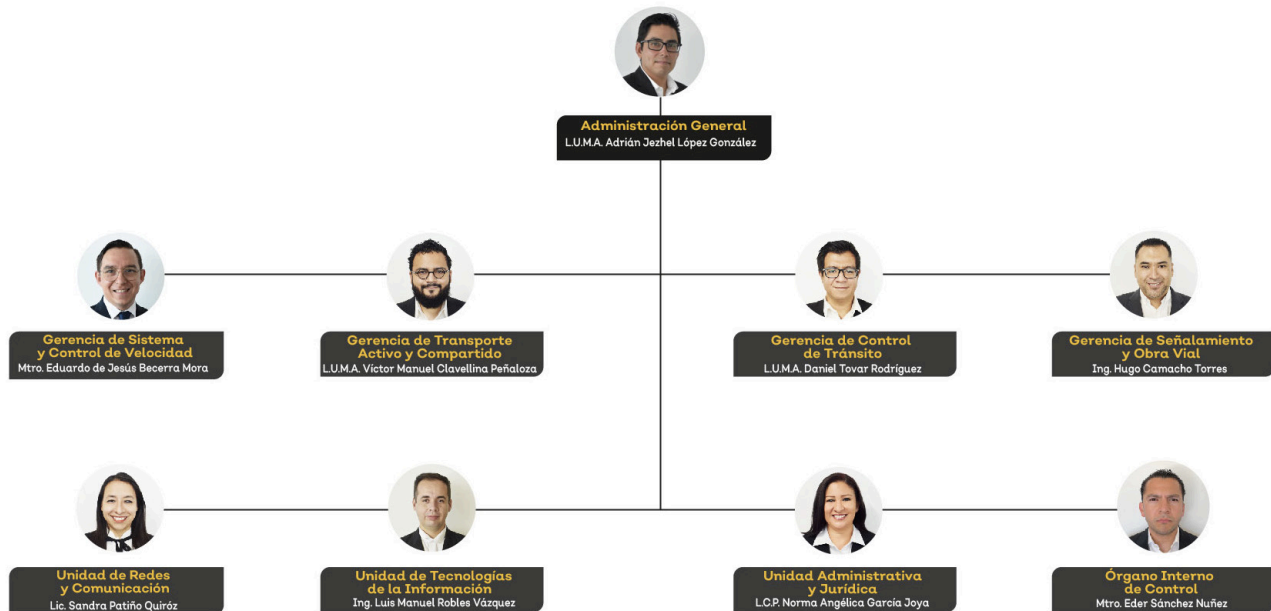 Administración General
L.U.M.A. Adrián Jezhel López González
Gerencia de Sistema
y Control de Velocidad
Mtro. Eduardo de Jesús Becerra Mora
Gerencia de Transporte
Activo y Compartido
L.U.M.A. Víctor Manuel Clavellina Peñaloza
Gerencia de Control
de Tránsito
L.U.M.A. Daniel Tovar Rodríguez
Gerencia de Señalamiento
y Obra Vial
Ing. Hugo Camacho Torres
Unidad de Redes
y Comunicación
Lic. Sandra Patiño Quiróz
Unidad de Tecnologías
de la Información
Ing. Luis Manuel Robles Vázquez
Unidad Administrativa
y Jurídica
L.C.P. Norma Angélica García Joya
Órgano Interno
de Control
Mtro. Eder Sánchez Nuñez